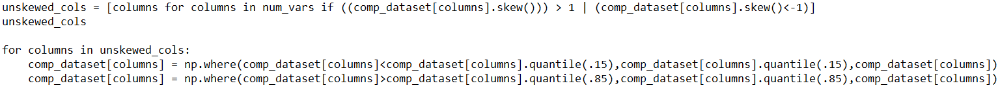 unskewed_cols = [columns for columns in num_vars if ((comp_dataset[columns].skew())) > 1 | (comp_dataset[columns].skew()<-1)]
unskewed_cols
for columns in unskewed_cols:
    comp_dataset[columns] = np.where(comp_dataset[columns]<comp_dataset[columns].quantile(.15),comp_dataset[columns].quantile(.15),comp_dataset[columns])
    comp_dataset[columns] = np.where(comp_dataset[columns]>comp_dataset[columns].quantile(.85),comp_dataset[columns].quantile(.85),comp_dataset[columns])